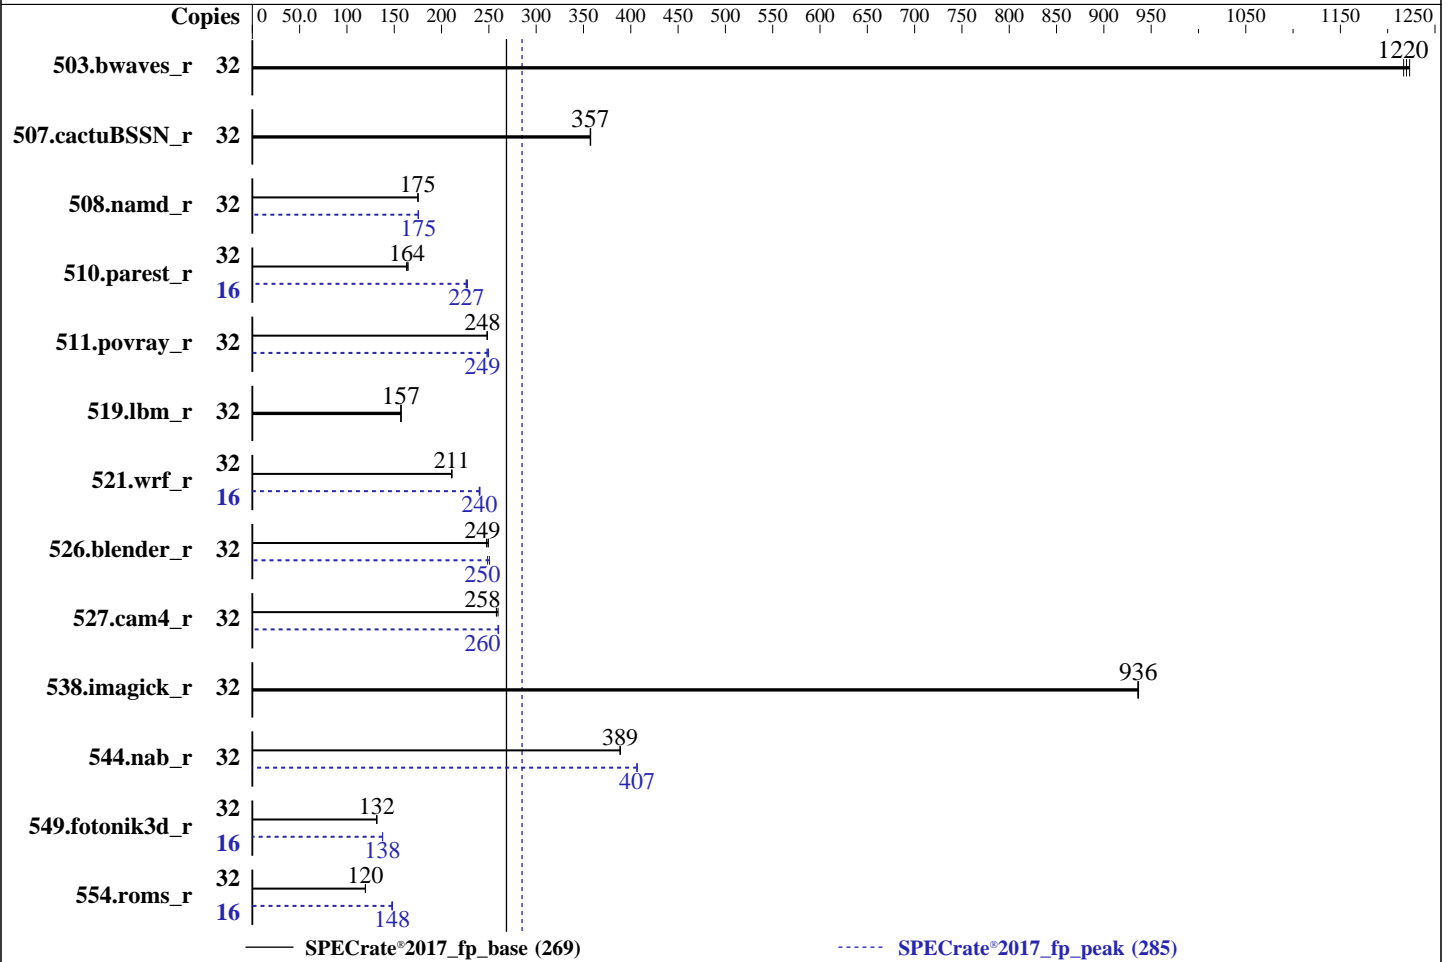 Copies 0 50.0 100 150 200 250 300 350 400 450 500 550 600 650 700 750 800 850 900 950 1050 1150 1250
503.bwaves_r 32 1220
507.cactuBSSN_r 32 357
508.namd_r 32 175
175
510.parest_r 32 164
16 227
511.povray_r 32 248
249
519.lbm_r 32 157
521.wrf_r 32 211
16 240
526.blender_r 32 249
250
527.cam4_r 32 258
260
538.imagick_r 32 936
544.nab_r 32 389
407
549.fotonik3d_r 32 132
16 138
554.roms_r 32 120
16 148
SPECrate®2017_fp_base (269) SPECrate®2017_fp_peak (285)